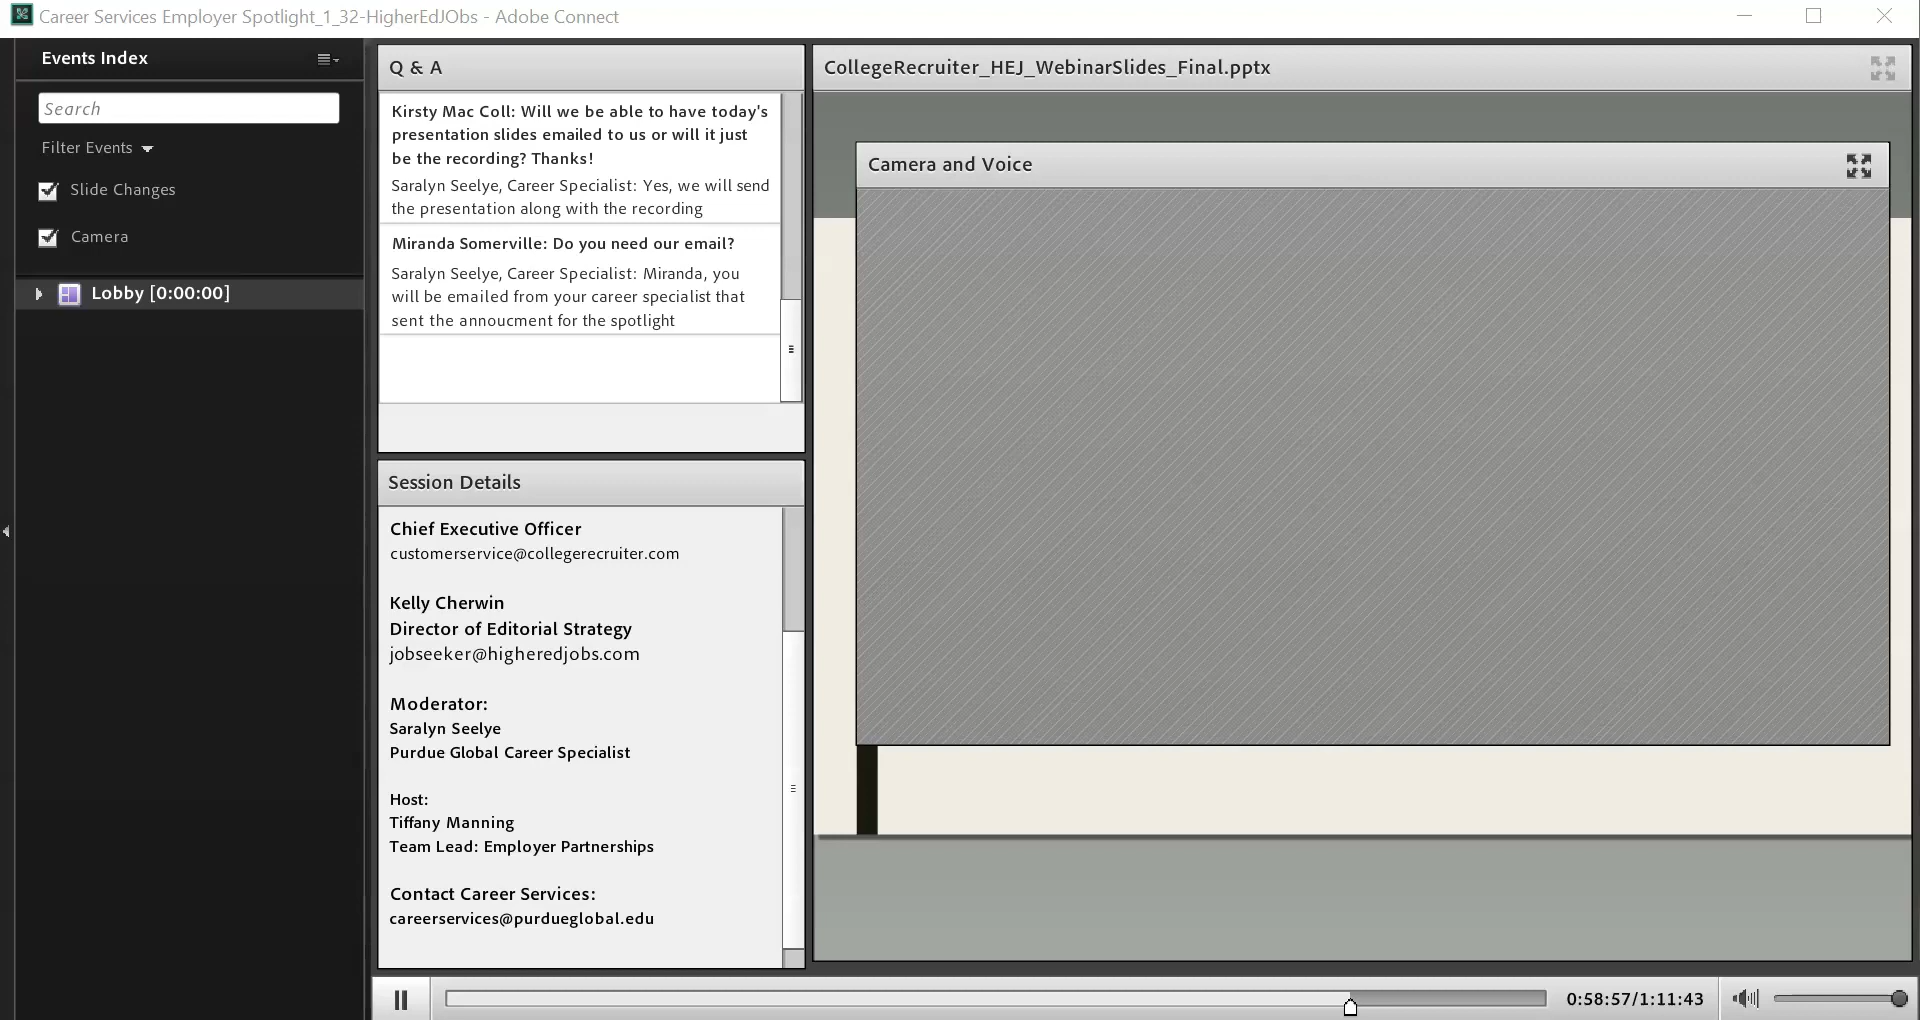 Career Services Employer Spotlight_1_32-HigherEdJObs - Adobe Connect
Events Index
Search
Filter Events
Slide Changes
Camera
Lobby [0:00:00]
Q & A
Kirsty Mac Coll: Will we be able to have today's
presentation slides emailed to us or will it just
be the recording? Thanks!
Saralyn Seelye, Career Specialist: Yes, we will send
the presentation along with the recording
Miranda Somerville: Do you need our email?
Saralyn Seelye, Career Specialist: Miranda, you
will be emailed from your career specialist that
sent the annoucment for the spotlight
Session Details
Chief Executive Officer
customerservice@collegerecruiter.com
Kelly Cherwin
Director of Editorial Strategy
jobseeker@higheredjobs.com
Moderator:
Saralyn Seelye
Purdue Global Career Specialist
Host:
Tiffany Manning
Team Lead: Employer Partnerships
Contact Career Services:
careerservices@purdueglobal.edu
CollegeRecruiter_HEJ_WebinarSlides_Final.pptx
Camera and Voice
0:58:57/1:11:43